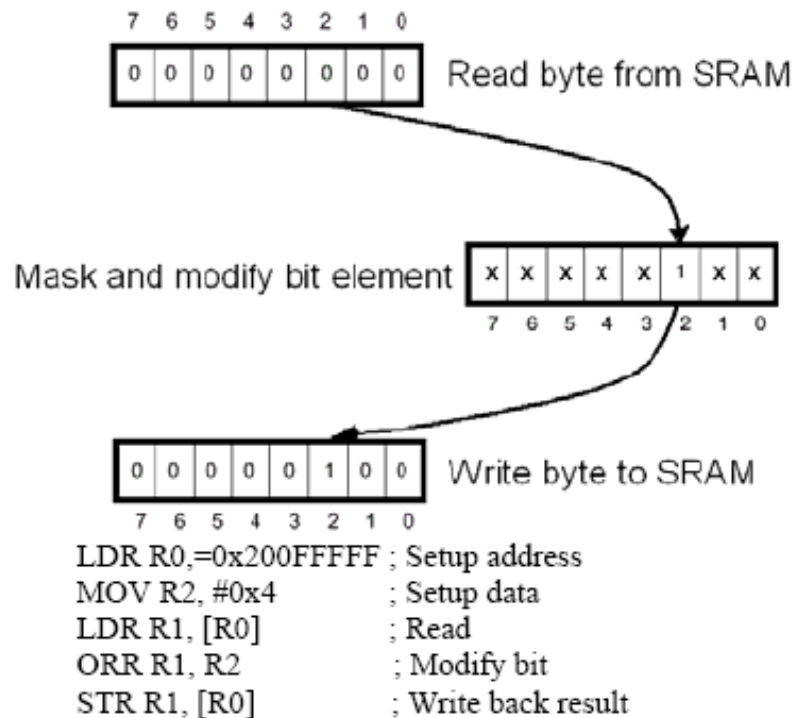 7 6 5 4 3 2 1 0
0 0 0 0 0 0 0 0 Read byte from SRAM
Mask and modify bit element x x x x x 1 x x
7 6 5 4 3 2 1 0
0 0 0 0 0 1 0 0 Write byte to SRAM
7 6 5 4 3 2 1 0
LDR R0,=0x200FFFFF ; Setup address
MOV R2, #0x4 ; Setup data
LDR R1, [R0] ; Read
ORR R1, R2 ; Modify bit
STR R1, [R0] ; Write back result